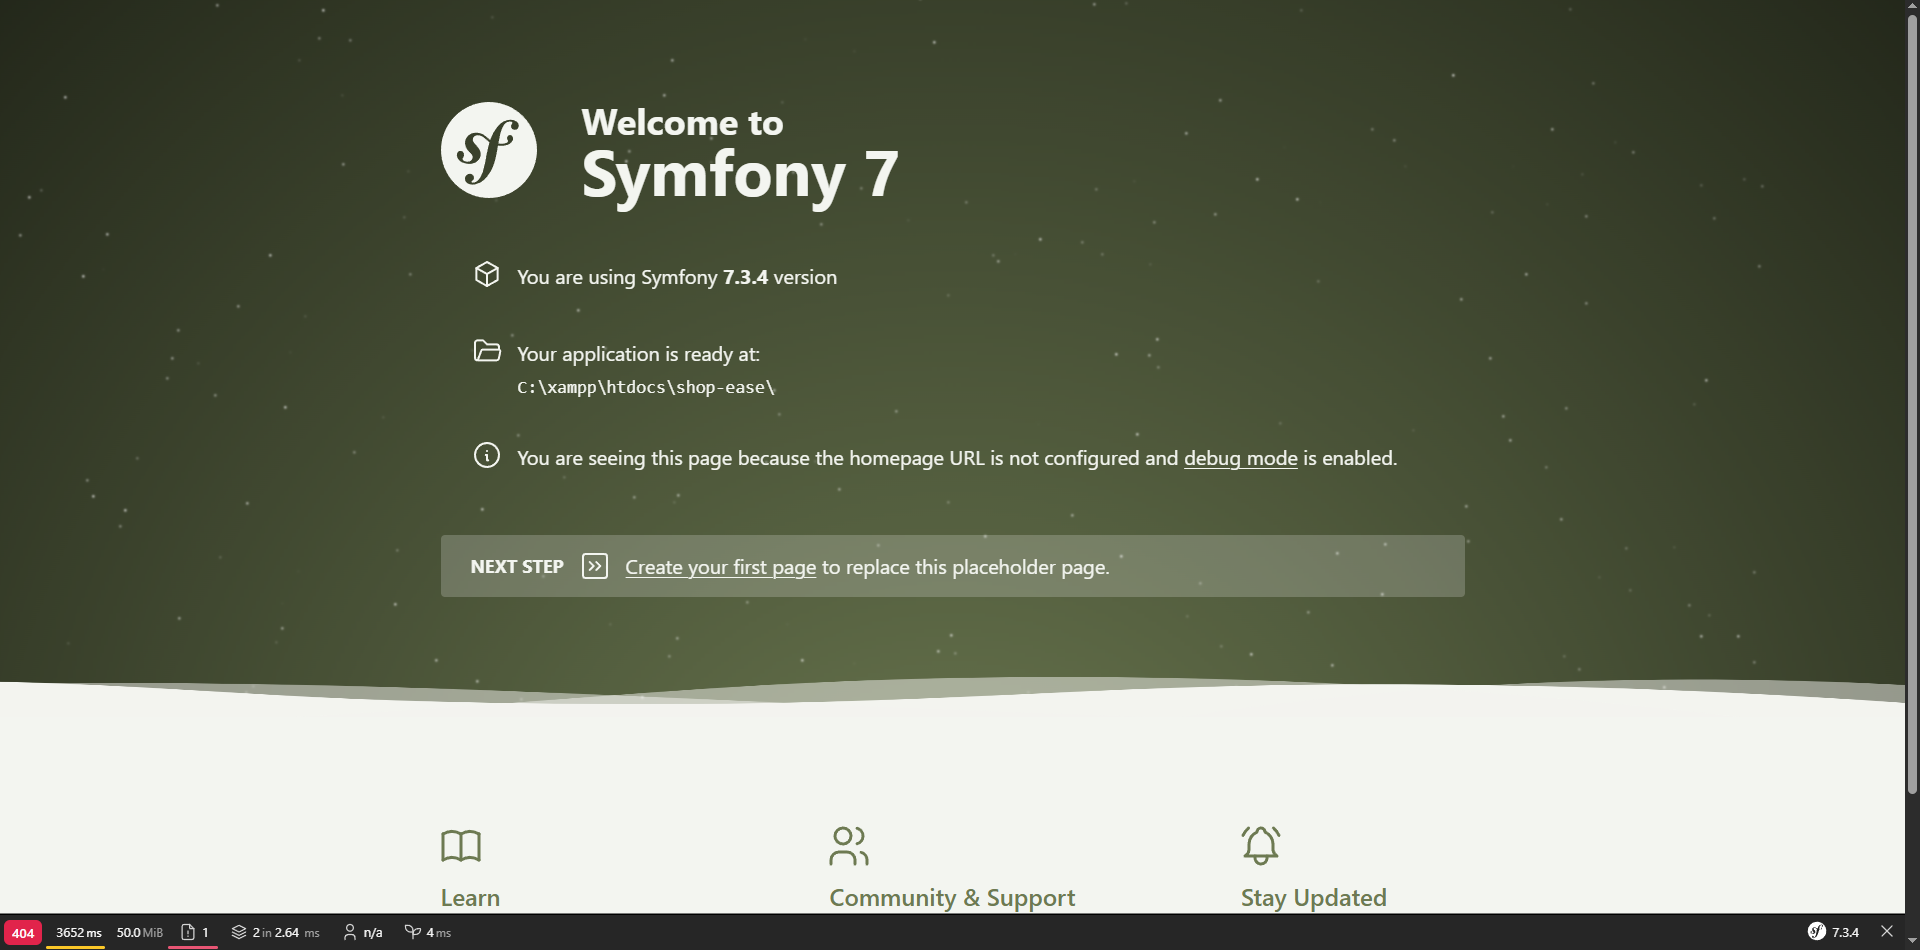 sf
Welcome to
Symfony 7
You are using Symfony 7.3.4 version
Your application is ready at:
C:\xampp\htdocs\shop-ease\
You are seeing this page because the homepage URL is not configured and debug mode is enabled.
NEXT STEP Create your first page to replace this placeholder page.
Learn
Community & Support
Stay Updated
404 3652 ms 50.0 MiB 1 2 in 2.64 ms n/a 4 ms sf 7.3.4